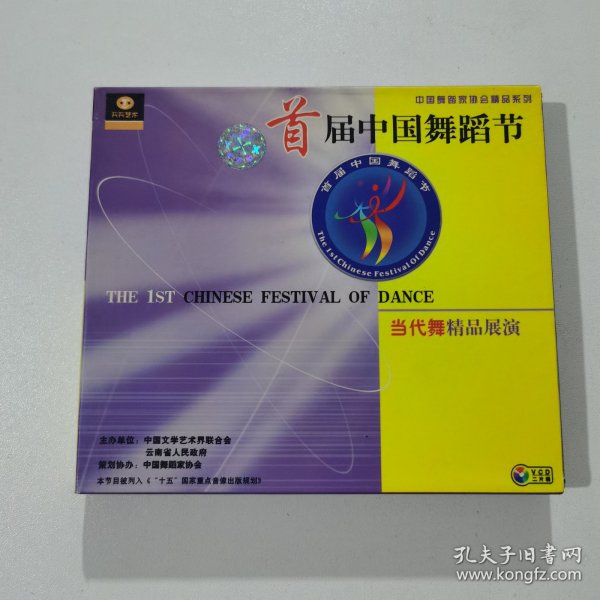 天天艺术
中国舞蹈家协会精品系列
首届中国舞蹈节
首届中国舞蹈节
The 1st Chinese Festival Of Dance
THE 1ST CHINESE FESTIVAL OF DANCE
当代舞精品展演
主办单位：中国文学艺术界联合会
云南省人民政府
策划协办：中国舞蹈家协会
本节目被列入《“十五”国家重点音像出版规划》
VCD
二片装
孔夫子旧书网
www.kongfz.com